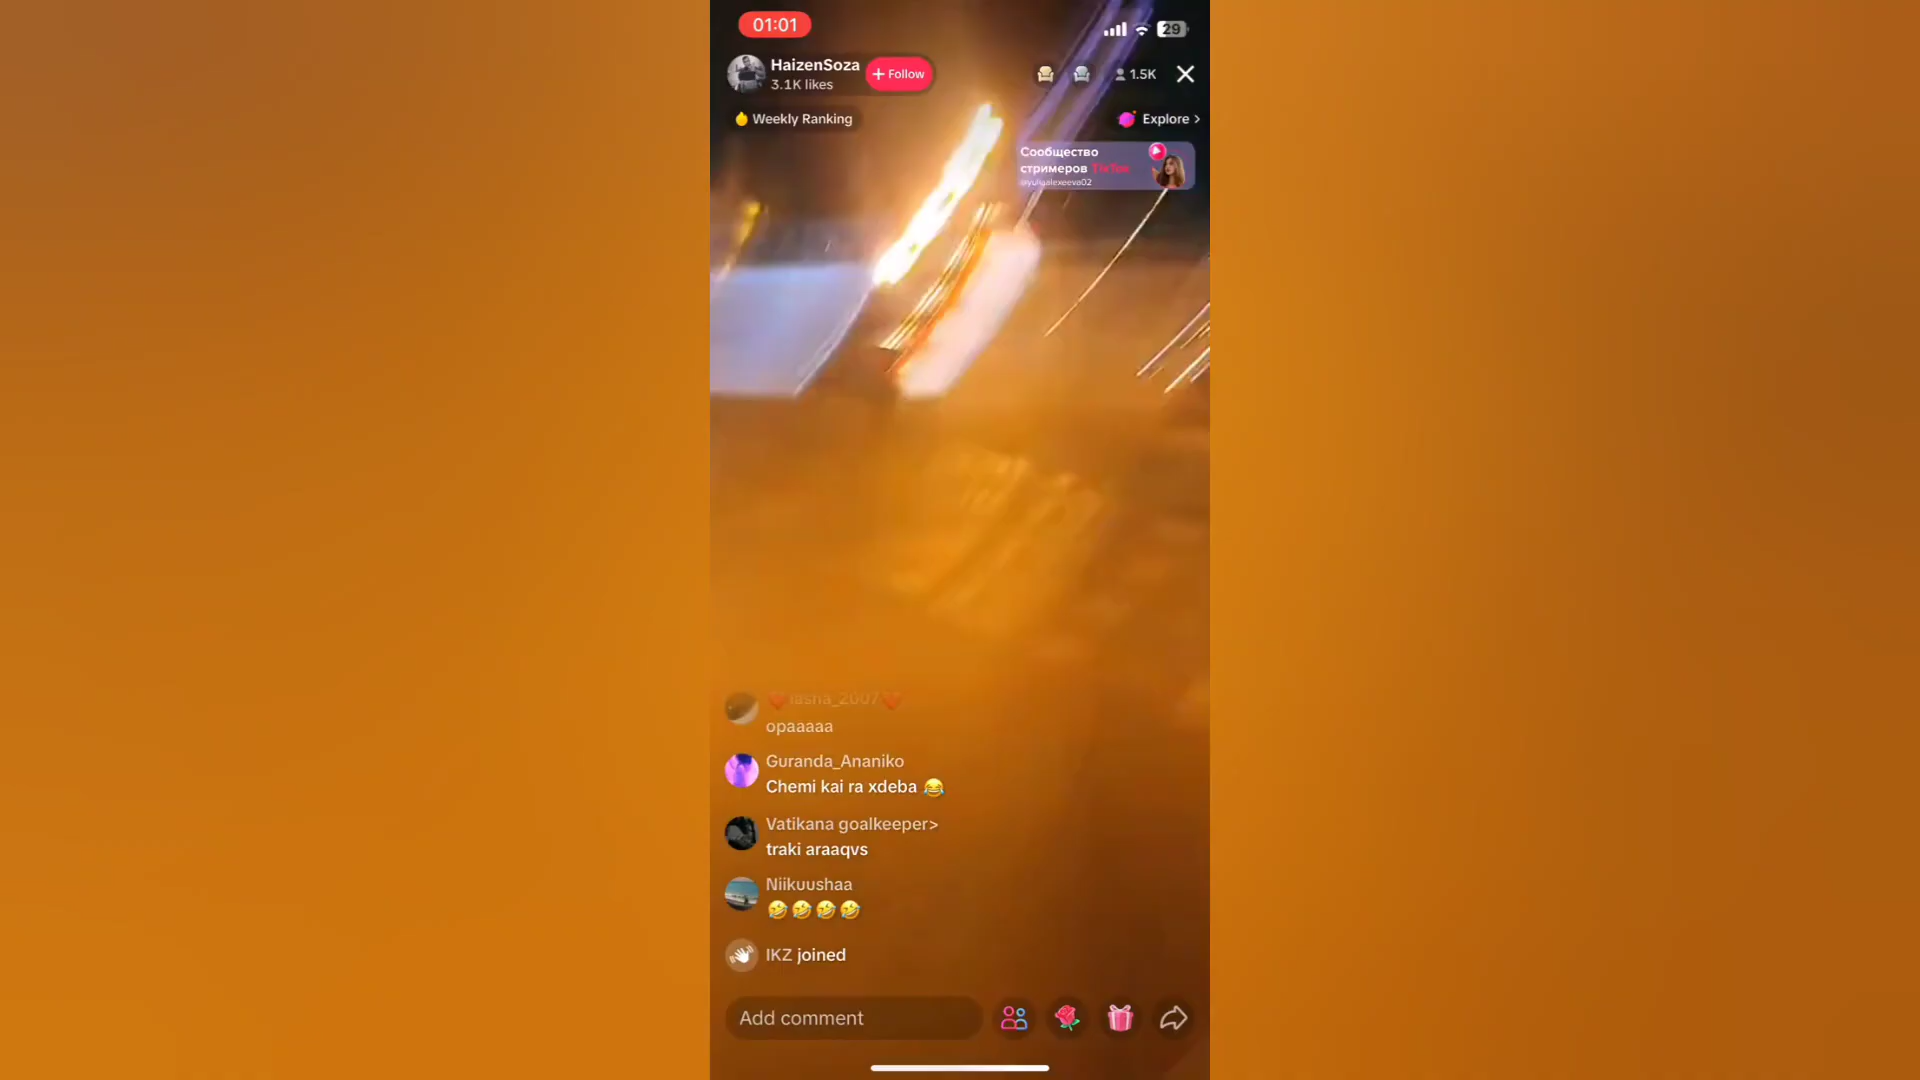 01:01
29
HaizenSoza
3.1K likes
+ Follow
1.5K
Weekly Ranking
Explore >
Сообщество
стримеров
opaaaaa
Guranda_Ananiko
Chemi kai ra xdeba 😂
Vatikana goalkeeper>
traki araaqvs
Niikuushaa
🤣🤣🤣🤣
IKZ joined
Add comment